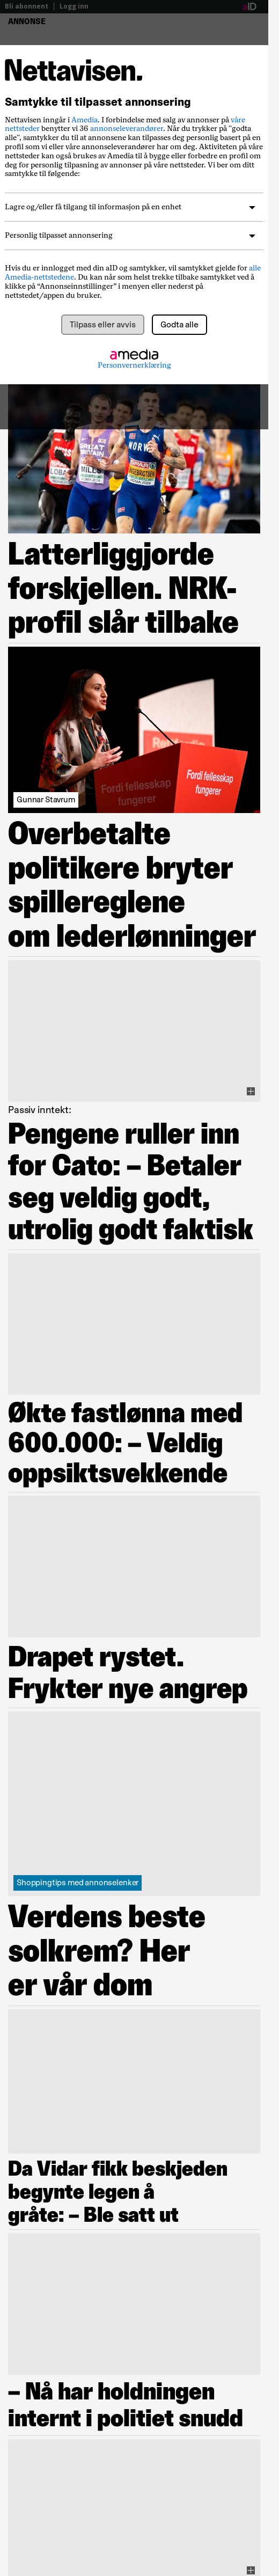 Bli abonnent | Logg inn
aID
ANNONSE
Nettavisen.
Samtykke til tilpasset annonsering
Nettavisen inngår i Amedia. I forbindelse med salg av annonser på våre
nettsteder benytter vi 36 annonseleverandører. Når du trykker på "godta
alle", samtykker du til at annonsene kan tilpasses deg personlig basert på en
profil som vi eller våre annonseleverandører har om deg. Aktiviteten på våre
nettsteder kan også brukes av Amedia til å bygge eller forbedre en profil om
deg for personlig tilpasning av annonser på våre nettsteder. Vi ber om ditt
samtykke til følgende:
Lagre og/eller få tilgang til informasjon på en enhet
Personlig tilpasset annonsering
Hvis du er innlogget med din aID og samtykker, vil samtykket gjelde for alle
Amedia-nettstedene. Du kan når som helst trekke tilbake samtykket ved å
klikke på “Annonseinnstillinger” i menyen eller nederst på
nettstedet/appen du bruker.
Tilpass eller avvis
Godta alle
amedia
Personvernerklæring
MILLS
Latterliggjorde
forskjellen. NRK-
profil slår tilbake
Fordi fellesskap
fungerer
Fordi fellesskap
fungerer
Gunnar Stavrum
Overbetalte
politikere bryter
spillereglene
om lederlønninger
Passiv inntekt:
Pengene ruller inn
for Cato: – Betaler
seg veldig godt,
utrolig godt faktisk
Økte fastlønna med
600.000: – Veldig
oppsiktsvekkende
Drapet rystet.
Frykter nye angrep
Shoppingtips med annonselenker
Verdens beste
solkrem? Her
er vår dom
Da Vidar fikk beskjeden
begynte legen å
gråte: – Ble satt ut
– Nå har holdningen
internt i politiet snudd